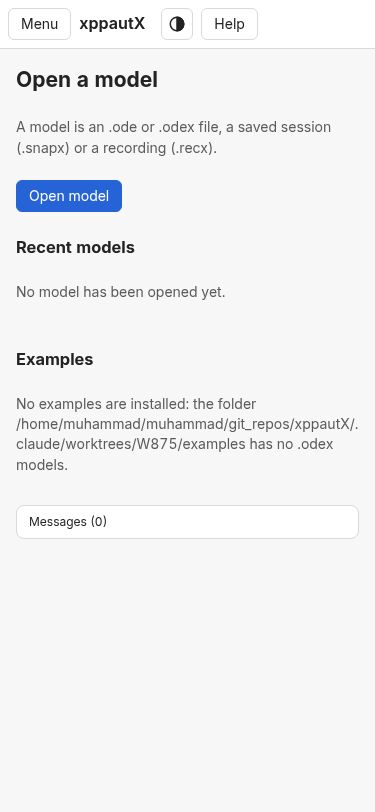 Menu xppautX Help
Open a model
A model is an .ode or .odex file, a saved session
(.snapx) or a recording (.recx).
Open model
Recent models
No model has been opened yet.
Examples
No examples are installed: the folder
/home/muhammad/muhammad/git_repos/xppautX/.
claude/worktrees/W875/examples has no .odex
models.
Messages (0)